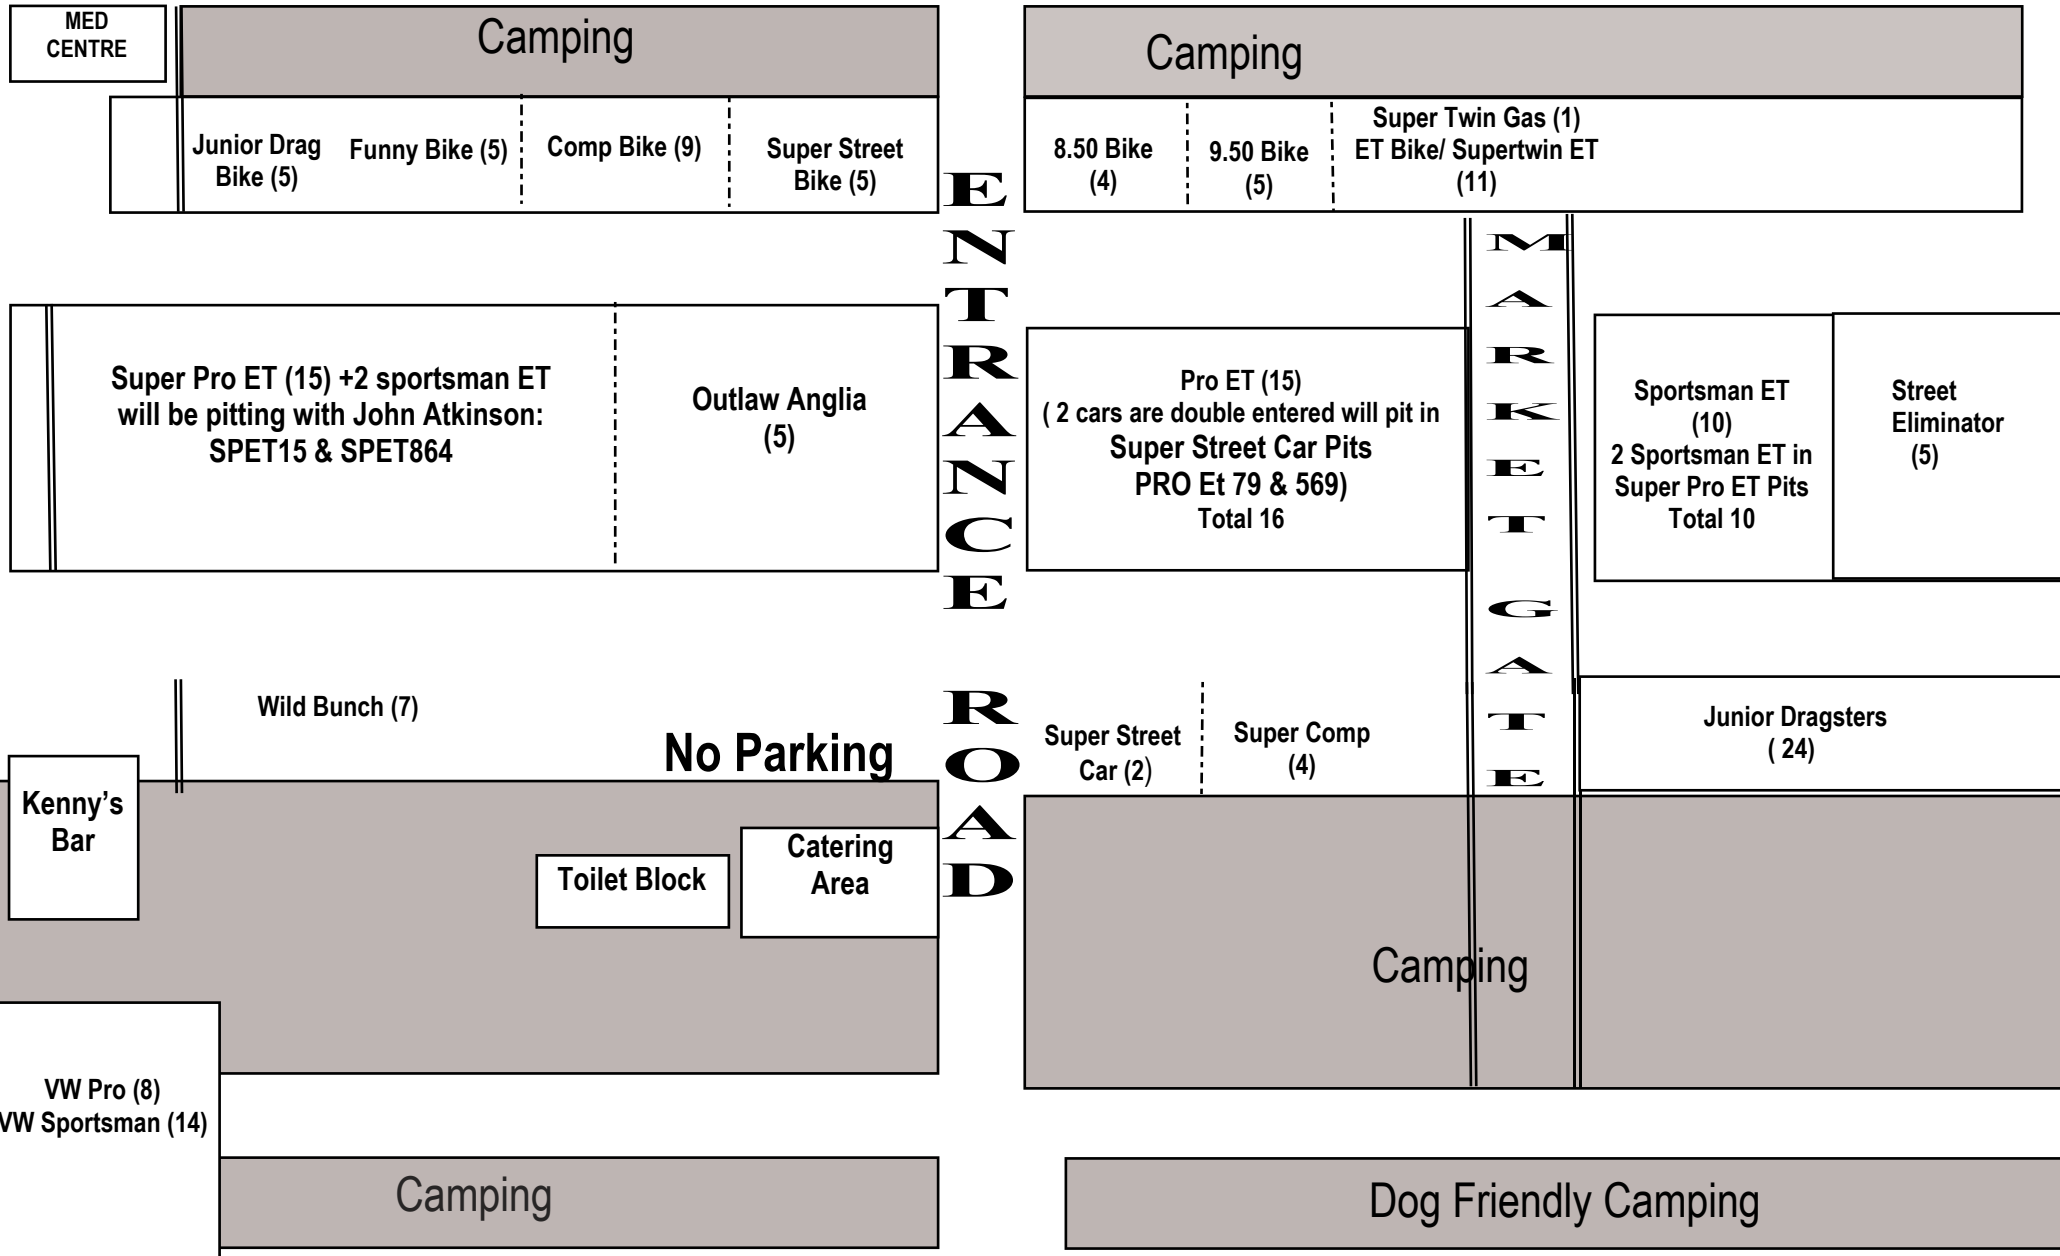 MED
CENTRE
Camping
Camping
Junior Drag
Bike (5)
Funny Bike (5)
Comp Bike (9)
Super Street
Bike (5)
8.50 Bike
(4)
9.50 Bike
(5)
Super Twin Gas (1)
ET Bike/ Supertwin ET
(11)
ENTRANCE ROAD
MARKET GATE
Super Pro ET (15) +2 sportsman ET
will be pitting with John Atkinson:
SPET15 & SPET864
Outlaw Anglia
(5)
Pro ET (15)
( 2 cars are double entered will pit in
Super Street Car Pits
PRO Et 79 & 569)
Total 16
Sportsman ET
(10)
2 Sportsman ET in
Super Pro ET Pits
Total 10
Street
Eliminator
(5)
Wild Bunch (7)
No Parking
Super Street
Car (2)
Super Comp
(4)
Junior Dragsters
( 24)
Kenny’s
Bar
Toilet Block
Catering
Area
Camping
VW Pro (8)
VW Sportsman (14)
Camping
Dog Friendly Camping